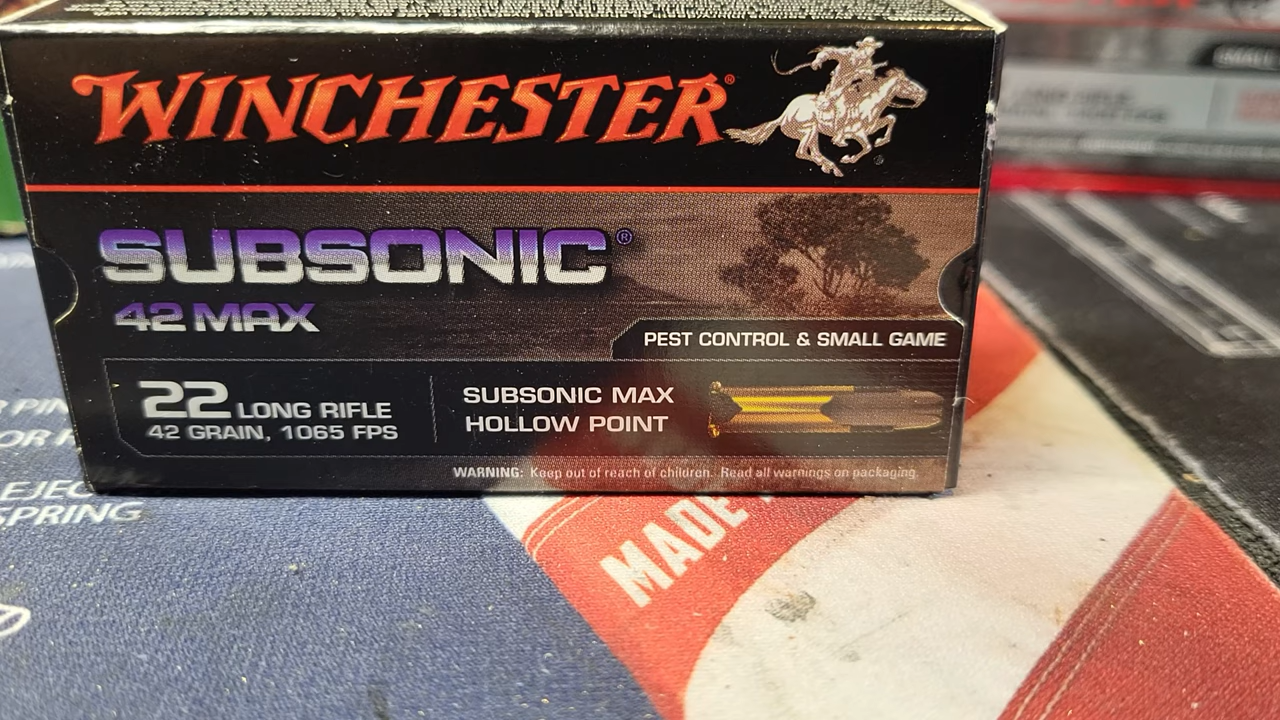 WINCHESTER®
SUBSONIC®
42 MAX
PEST CONTROL & SMALL GAME
22 LONG RIFLE
42 GRAIN, 1065 FPS
SUBSONIC MAX
HOLLOW POINT
WARNING: Keep out of reach of children. Read all warnings on packaging.
EJEC
SPRING
MADE